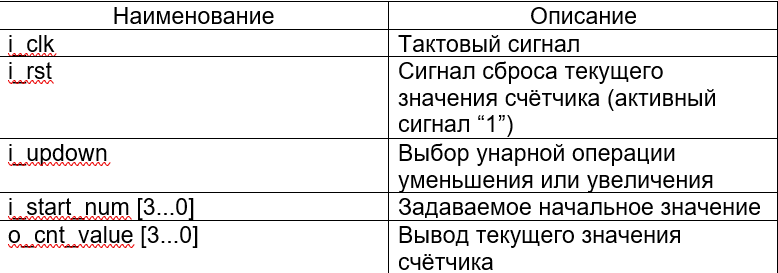 Наименование Описание
i_clk Тактовый сигнал
i_rst Сигнал сброса текущего
значения счётчика (активный
сигнал “1”)
i_updown Выбор унарной операции
уменьшения или увеличения
i_start_num [3...0] Задаваемое начальное значение
o_cnt_value [3...0] Вывод текущего значения
счётчика